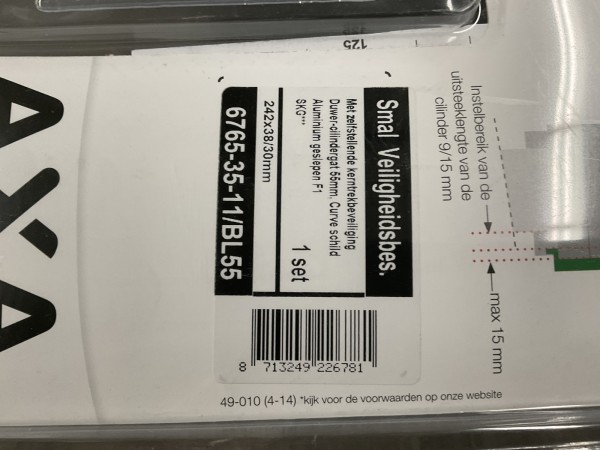 AXA
Smal Veiligheidsbes.
Met zelfstellende kerntrekbeveiliging
Duwer-cilindergat 55mm. Curve schild
Aluminium geslepen F1
SKG***
1 set
242x38/30mm
6765-35-11/BL55
8 713249 226781
49-010 (4-14) *kijk voor de voorwaarden op onze website
Instelbereik van de
uitsteeklengte van de
cilinder 9/15 mm
max 15 mm
125